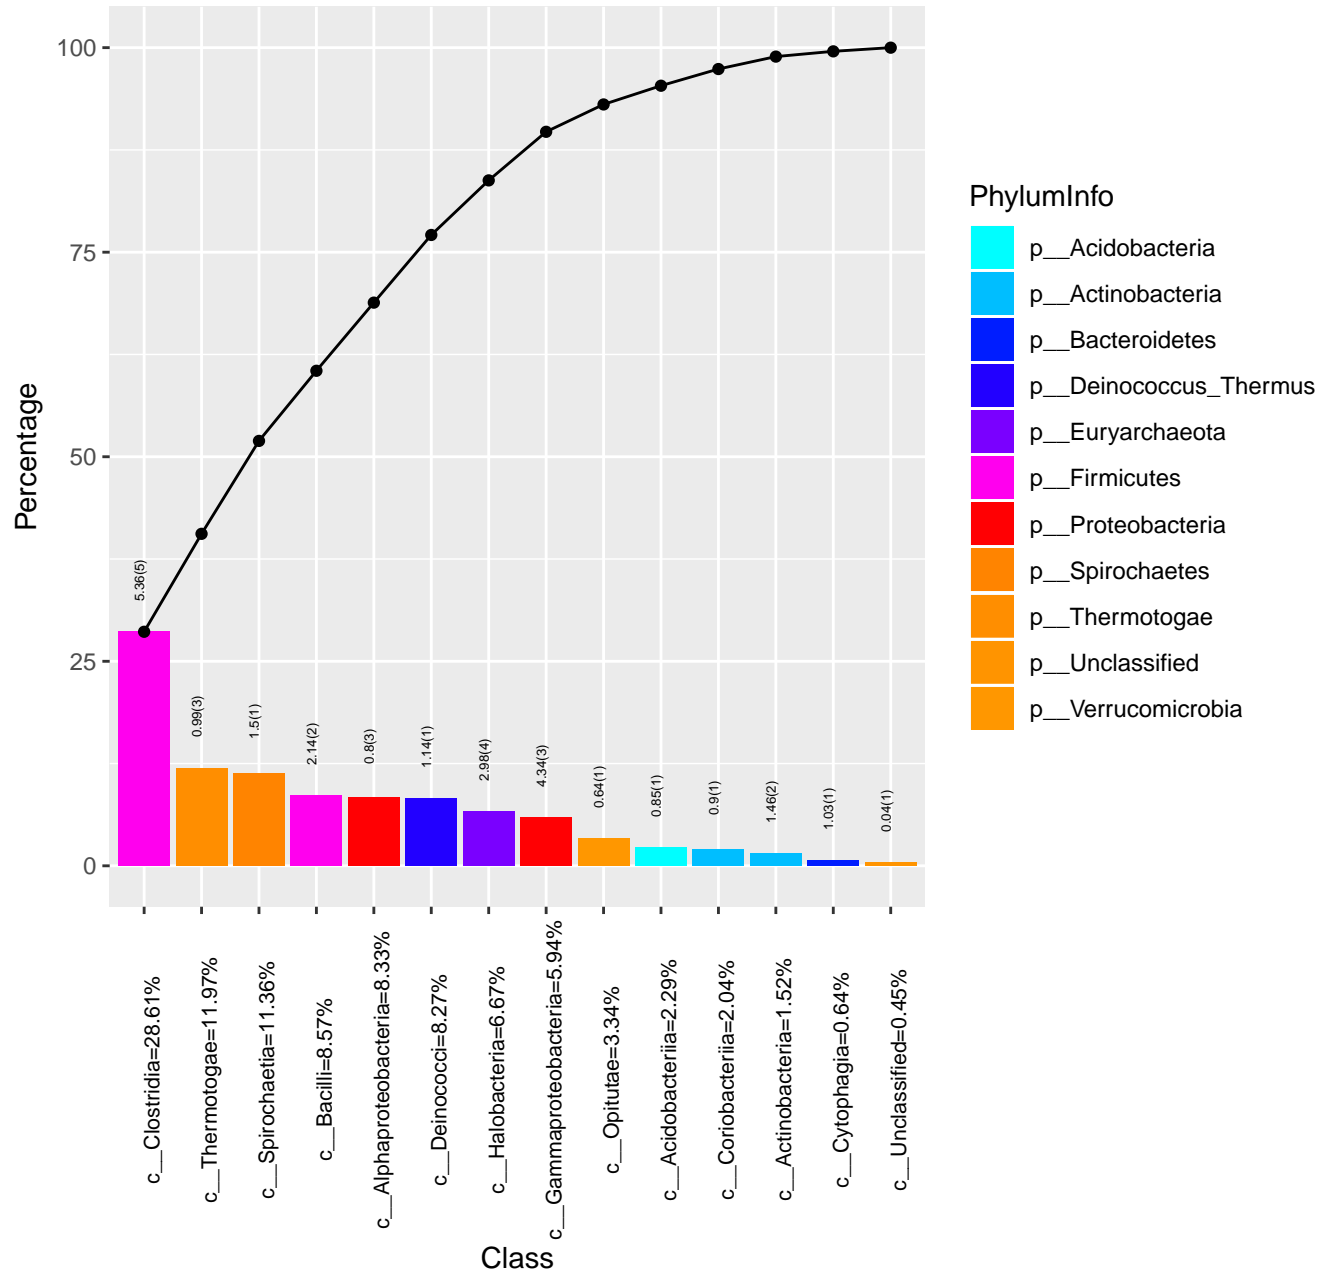 100
75
50
25
0
Percentage
5.36(5)
0.99(3)
1.5(1)
2.14(2)
0.8(3)
1.14(1)
2.98(4)
4.34(3)
0.64(1)
0.85(1)
0.9(1)
1.46(2)
1.03(1)
0.04(1)
c__Clostridia=28.61%
c__Thermotogae=11.97%
c__Spirochaetia=11.36%
c__Bacilli=8.57%
c__Alphaproteobacteria=8.33%
c__Deinococci=8.27%
c__Halobacteria=6.67%
c__Gammaproteobacteria=5.94%
c__Opitutae=3.34%
c__Acidobacteriia=2.29%
c__Coriobacteriia=2.04%
c__Actinobacteria=1.52%
c__Cytophagia=0.64%
c__Unclassified=0.45%
Class
PhylumInfo
p__Acidobacteria
p__Actinobacteria
p__Bacteroidetes
p__Deinococcus_Thermus
p__Euryarchaeota
p__Firmicutes
p__Proteobacteria
p__Spirochaetes
p__Thermotogae
p__Unclassified
p__Verrucomicrobia